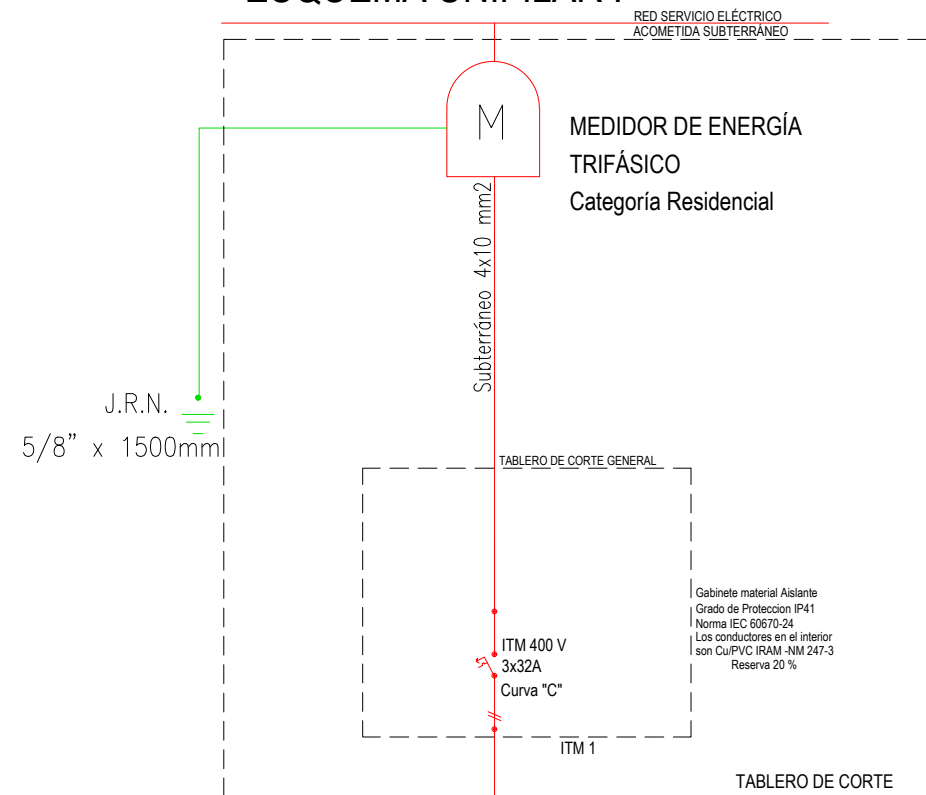 RED SERVICIO ELÉCTRICO
ACOMETIDA SUBTERRÁNEO
M
MEDIDOR DE ENERGÍA
TRIFÁSICO
Categoría Residencial
Subterráneo 4x10 mm2
J.R.N.
5/8" x 1500mm
TABLERO DE CORTE GENERAL
Gabinete material Aislante
Grado de Proteccion IP41
Norma IEC 60670-24
Los conductores en el interior
son Cu/PVC IRAM -NM 247-3
Reserva 20 %
ITM 400 V
3x32A
Curva "C"
ITM 1
TABLERO DE CORTE